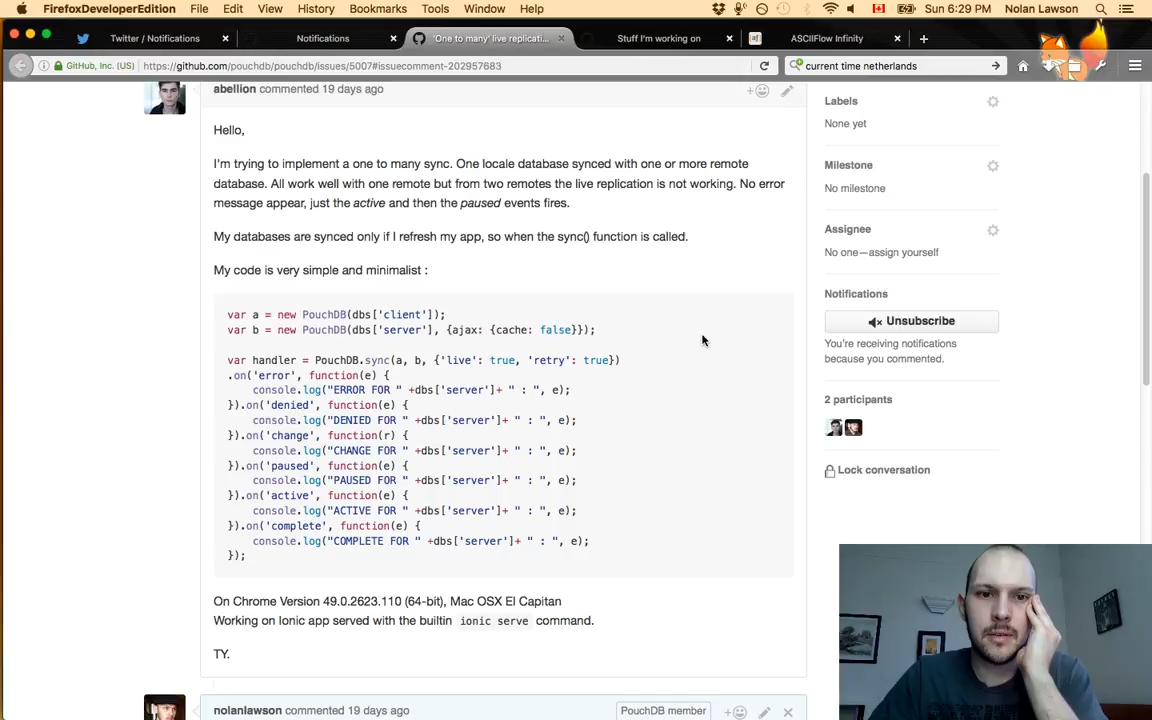 FirefoxDeveloperEdition File Edit View History Bookmarks Tools Window Help Sun 6:29 PM Nolan Lawson
Twitter / Notifications Notifications 'One to many' live replicati... Stuff I'm working on ASCIIFlow Infinity
GitHub, Inc. (US) https://github.com/pouchdb/pouchdb/issues/5007#issuecomment-202957683 current time netherlands
abellion commented 19 days ago
Hello,
I'm trying to implement a one to many sync. One locale database synced with one or more remote
database. All work well with one remote but from two remotes the live replication is not working. No error
message appear, just the active and then the paused events fires.
My databases are synced only if I refresh my app, so when the sync() function is called.
My code is very simple and minimalist :
var a = new PouchDB(dbs['client']);
var b = new PouchDB(dbs['server'], {ajax: {cache: false}});
var handler = PouchDB.sync(a, b, {'live': true, 'retry': true})
.on('error', function(e) {
console.log("ERROR FOR " +dbs['server']+ " : ", e);
}).on('denied', function(e) {
console.log("DENIED FOR " +dbs['server']+ " : ", e);
}).on('change', function(r) {
console.log("CHANGE FOR " +dbs['server']+ " : ", e);
}).on('paused', function(e) {
console.log("PAUSED FOR " +dbs['server']+ " : ", e);
}).on('active', function(e) {
console.log("ACTIVE FOR " +dbs['server']+ " : ", e);
}).on('complete', function(e) {
console.log("COMPLETE FOR " +dbs['server']+ " : ", e);
});
On Chrome Version 49.0.2623.110 (64-bit), Mac OSX El Capitan
Working on Ionic app served with the builtin ionic serve command.
TY.
nolanlawson commented 19 days ago PouchDB member
Labels
None yet
Milestone
No milestone
Assignee
No one—assign yourself
Notifications
Unsubscribe
You're receiving notifications
because you commented.
2 participants
Lock conversation